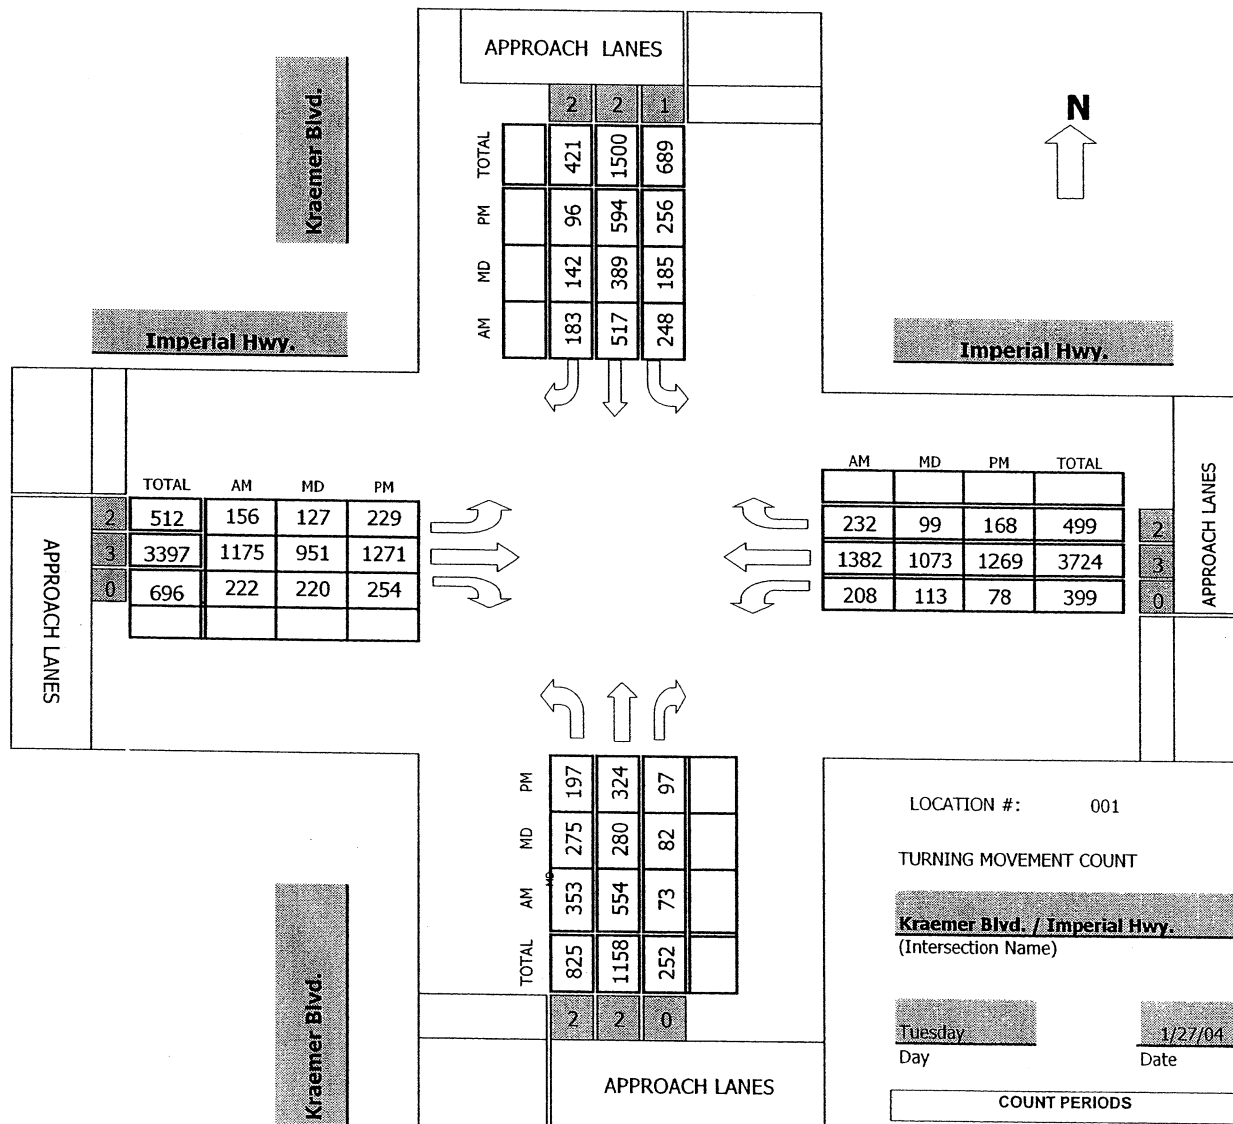 APPROACH LANES
2 2 1
Kraemer Blvd.
N
TOTAL 421 1500 689
PM 96 594 256
MD 142 389 185
AM 183 517 248
Imperial Hwy.
Imperial Hwy.
TOTAL AM MD PM
2 512 156 127 229
3 3397 1175 951 1271
0 696 222 220 254
APPROACH LANES
AM MD PM TOTAL
232 99 168 499 2
1382 1073 1269 3724 3
208 113 78 399 0
APPROACH LANES
PM 197 324 97
MD 275 280 82
MD
AM 353 554 73
TOTAL 825 1158 252
2 2 0
APPROACH LANES
Kraemer Blvd.
LOCATION #: 001
TURNING MOVEMENT COUNT
Kraemer Blvd. / Imperial Hwy.
(Intersection Name)
Tuesday 1/27/04
Day Date
COUNT PERIODS